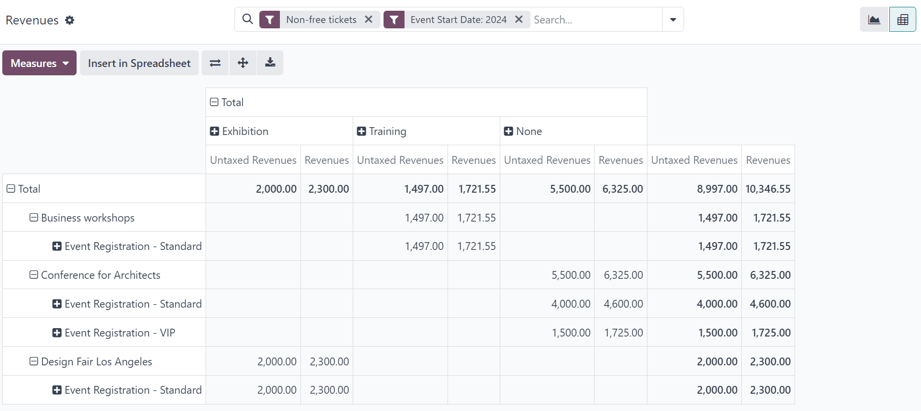 Revenues
Non-free tickets
Event Start Date: 2024
Search...
Measures
Insert in Spreadsheet
Total
Exhibition Training None
Untaxed Revenues Revenues Untaxed Revenues Revenues Untaxed Revenues Revenues Untaxed Revenues Revenues
Total 2,000.00 2,300.00 1,497.00 1,721.55 5,500.00 6,325.00 8,997.00 10,346.55
Business workshops 1,497.00 1,721.55 1,497.00 1,721.55
Event Registration - Standard 1,497.00 1,721.55 1,497.00 1,721.55
Conference for Architects 5,500.00 6,325.00 5,500.00 6,325.00
Event Registration - Standard 4,000.00 4,600.00 4,000.00 4,600.00
Event Registration - VIP 1,500.00 1,725.00 1,500.00 1,725.00
Design Fair Los Angeles 2,000.00 2,300.00 2,000.00 2,300.00
Event Registration - Standard 2,000.00 2,300.00 2,000.00 2,300.00